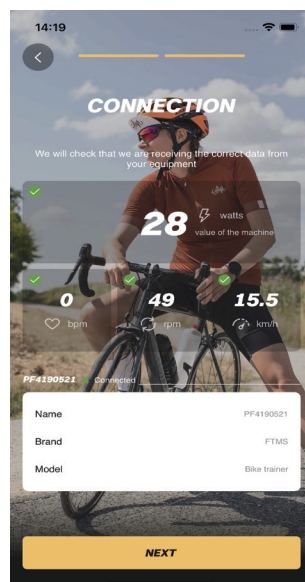 14:19
CONNECTION
We will check that we are receiving the correct data from
your equipment
28
watts
value of the machine
0
49
15.5
bpm
rpm
km/h
PF4190521
Connected
Name
PF4190521
Brand
FTMS
Model
Bike trainer
NEXT